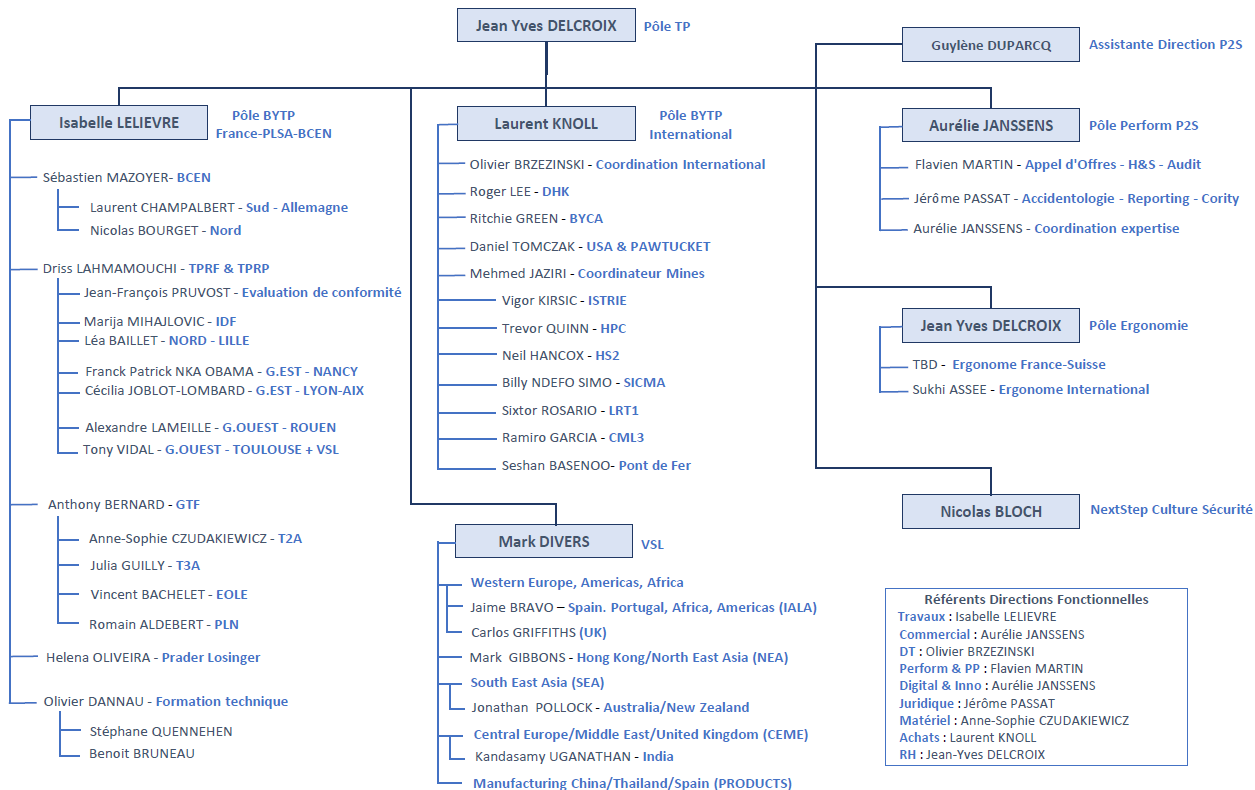 Jean Yves DELCROIX Pôle TP
Guylène DUPARCQ Assistante Direction P2S
Isabelle LELIEVRE Pôle BYTP
France-PLSA-BCEN
Sébastien MAZOYER- BCEN
Laurent CHAMPALBERT - Sud - Allemagne
Nicolas BOURGET - Nord
Driss LAHMAMOUCHI - TPRF & TPRP
Jean-François PRUVOST - Evaluation de conformité
Marija MIHAJLOVIC - IDF
Léa BAILLET - NORD - LILLE
Franck Patrick NKA OBAMA - G.EST - NANCY
Cécilia JOBLOT-LOMBARD - G.EST - LYON-AIX
Alexandre LAMEILLE - G.OUEST - ROUEN
Tony VIDAL - G.OUEST - TOULOUSE + VSL
Anthony BERNARD - GTF
Anne-Sophie CZUDAKIEWICZ - T2A
Julia GUILLY - T3A
Vincent BACHELET - EOLE
Romain ALDEBERT - PLN
Helena OLIVEIRA - Prader Losinger
Olivier DANNAU - Formation technique
Stéphane QUENNEHEN
Benoit BRUNEAU
Laurent KNOLL Pôle BYTP
International
Olivier BRZEZINSKI - Coordination International
Roger LEE - DHK
Ritchie GREEN - BYCA
Daniel TOMCZAK - USA & PAWTUCKET
Mehmed JAZIRI - Coordinateur Mines
Vigor KIRSIC - ISTRIE
Trevor QUINN - HPC
Neil HANCOX - HS2
Billy NDEFO SIMO - SICMA
Sixtor ROSARIO - LRT1
Ramiro GARCIA - CML3
Seshan BASENOO- Pont de Fer
Mark DIVERS VSL
Western Europe, Americas, Africa
Jaime BRAVO – Spain. Portugal, Africa, Americas (IALA)
Carlos GRIFFITHS (UK)
Mark GIBBONS - Hong Kong/North East Asia (NEA)
South East Asia (SEA)
Jonathan POLLOCK - Australia/New Zealand
Central Europe/Middle East/United Kingdom (CEME)
Kandasamy UGANATHAN - India
Manufacturing China/Thailand/Spain (PRODUCTS)
Aurélie JANSSENS Pôle Perform P2S
Flavien MARTIN - Appel d'Offres - H&S - Audit
Jérôme PASSAT - Accidentologie - Reporting - Cority
Aurélie JANSSENS - Coordination expertise
Jean Yves DELCROIX Pôle Ergonomie
TBD - Ergonome France-Suisse
Sukhi ASSEE - Ergonome International
Nicolas BLOCH NextStep Culture Sécurité
Référents Directions Fonctionnelles
Travaux : Isabelle LELIEVRE
Commercial : Aurélie JANSSENS
DT : Olivier BRZEZINSKI
Perform & PP : Flavien MARTIN
Digital & Inno : Aurélie JANSSENS
Juridique : Jérôme PASSAT
Matériel : Anne-Sophie CZUDAKIEWICZ
Achats : Laurent KNOLL
RH : Jean-Yves DELCROIX